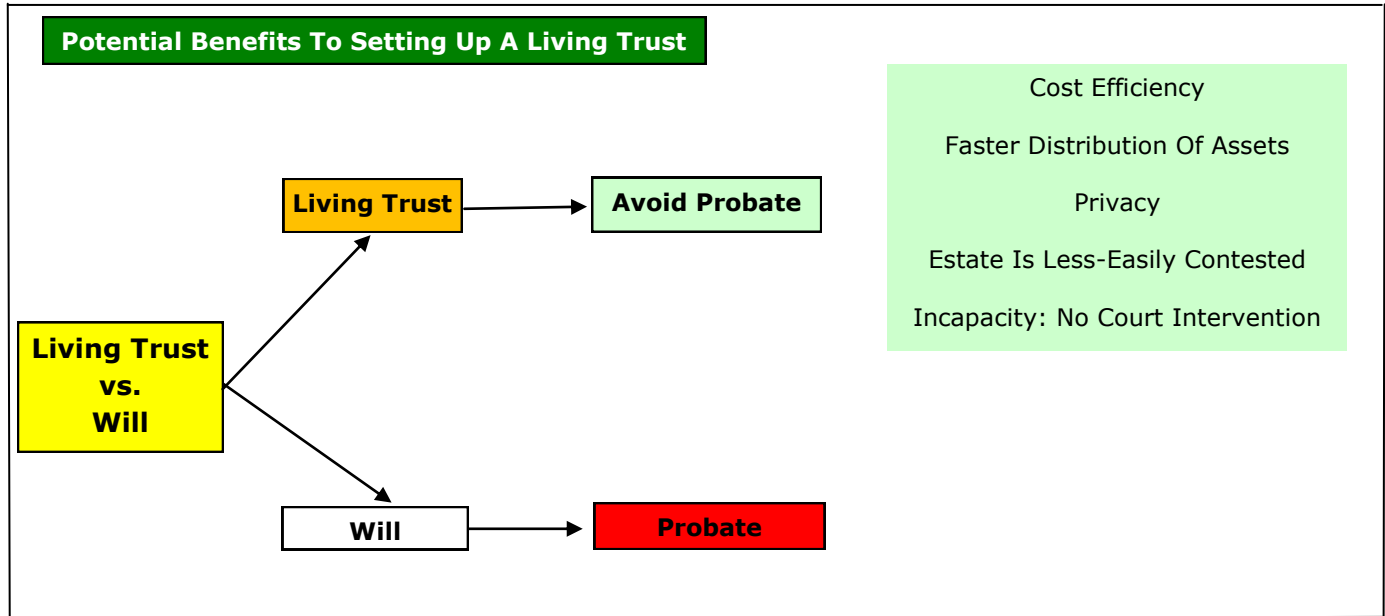 Potential Benefits To Setting Up A Living Trust
Cost Efficiency
Faster Distribution Of Assets
Privacy
Estate Is Less-Easily Contested
Incapacity: No Court Intervention
Living Trust
Avoid Probate
Living Trust
vs.
Will
Will
Probate